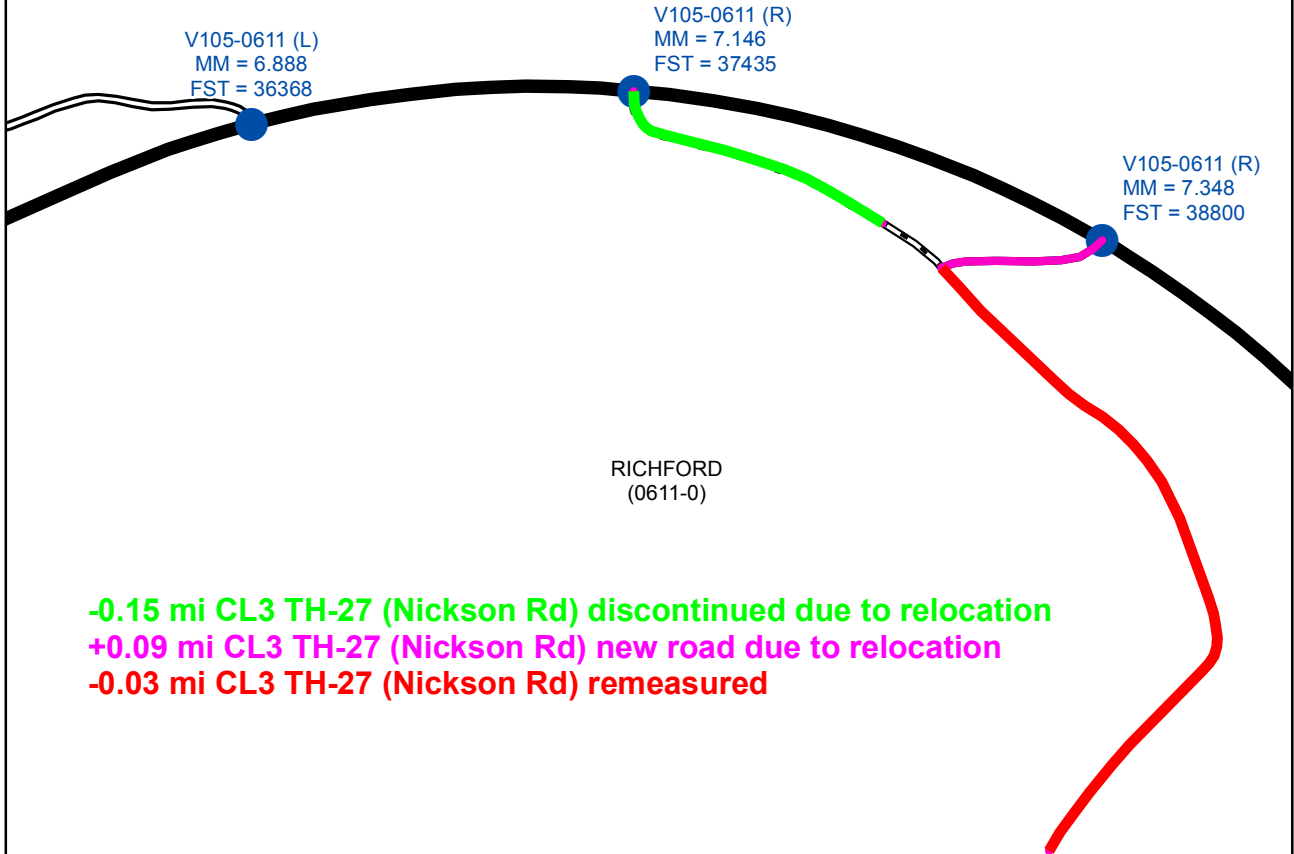 V105-0611 (L)
MM = 6.888
FST = 36368
V105-0611 (R)
MM = 7.146
FST = 37435
V105-0611 (R)
MM = 7.348
FST = 38800
RICHFORD
(0611-0)
-0.15 mi CL3 TH-27 (Nickson Rd) discontinued due to relocation
+0.09 mi CL3 TH-27 (Nickson Rd) new road due to relocation
-0.03 mi CL3 TH-27 (Nickson Rd) remeasured